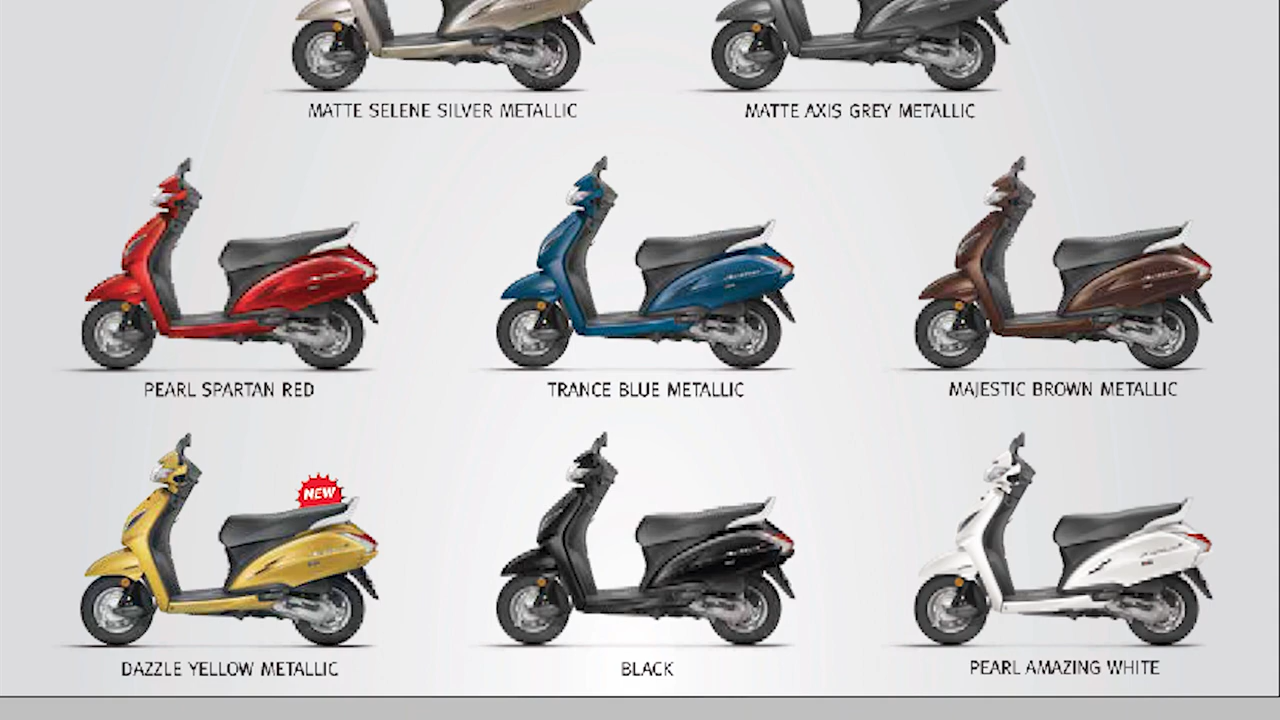 MATTE SELENE SILVER METALLIC
MATTE AXIS GREY METALLIC
PEARL SPARTAN RED
TRANCE BLUE METALLIC
MAJESTIC BROWN METALLIC
NEW
DAZZLE YELLOW METALLIC
BLACK
PEARL AMAZING WHITE